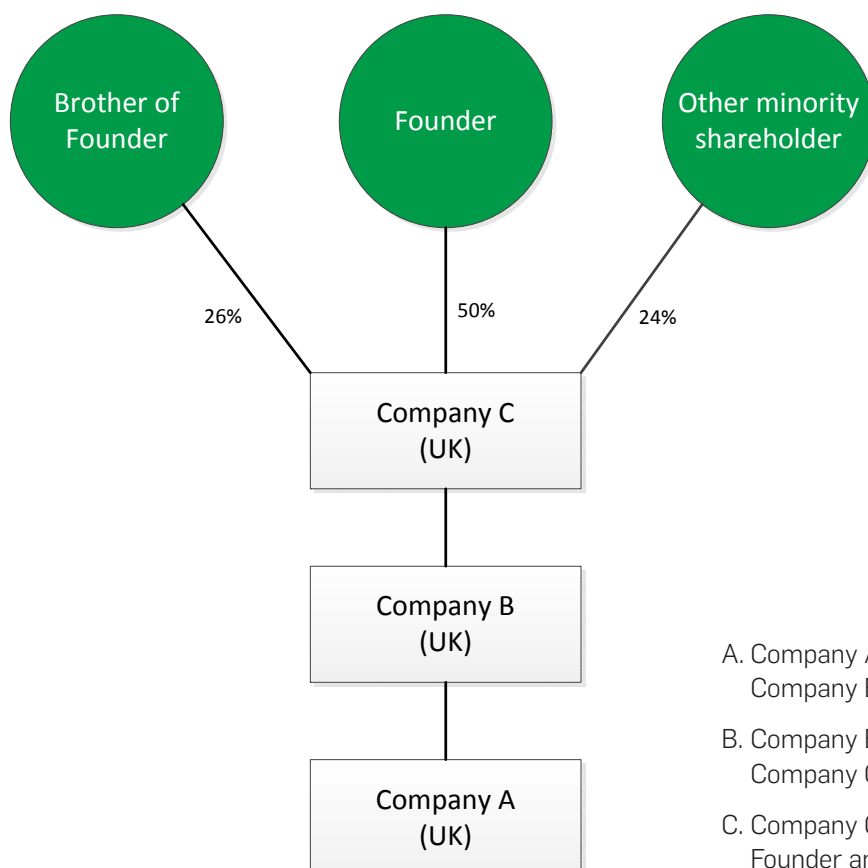 Brother of
Founder
Founder
Other minority
shareholder
26%
50%
24%
Company C
(UK)
Company B
(UK)
Company A
(UK)
A. Company
Company
B. Company
Company
C. Company
Founder